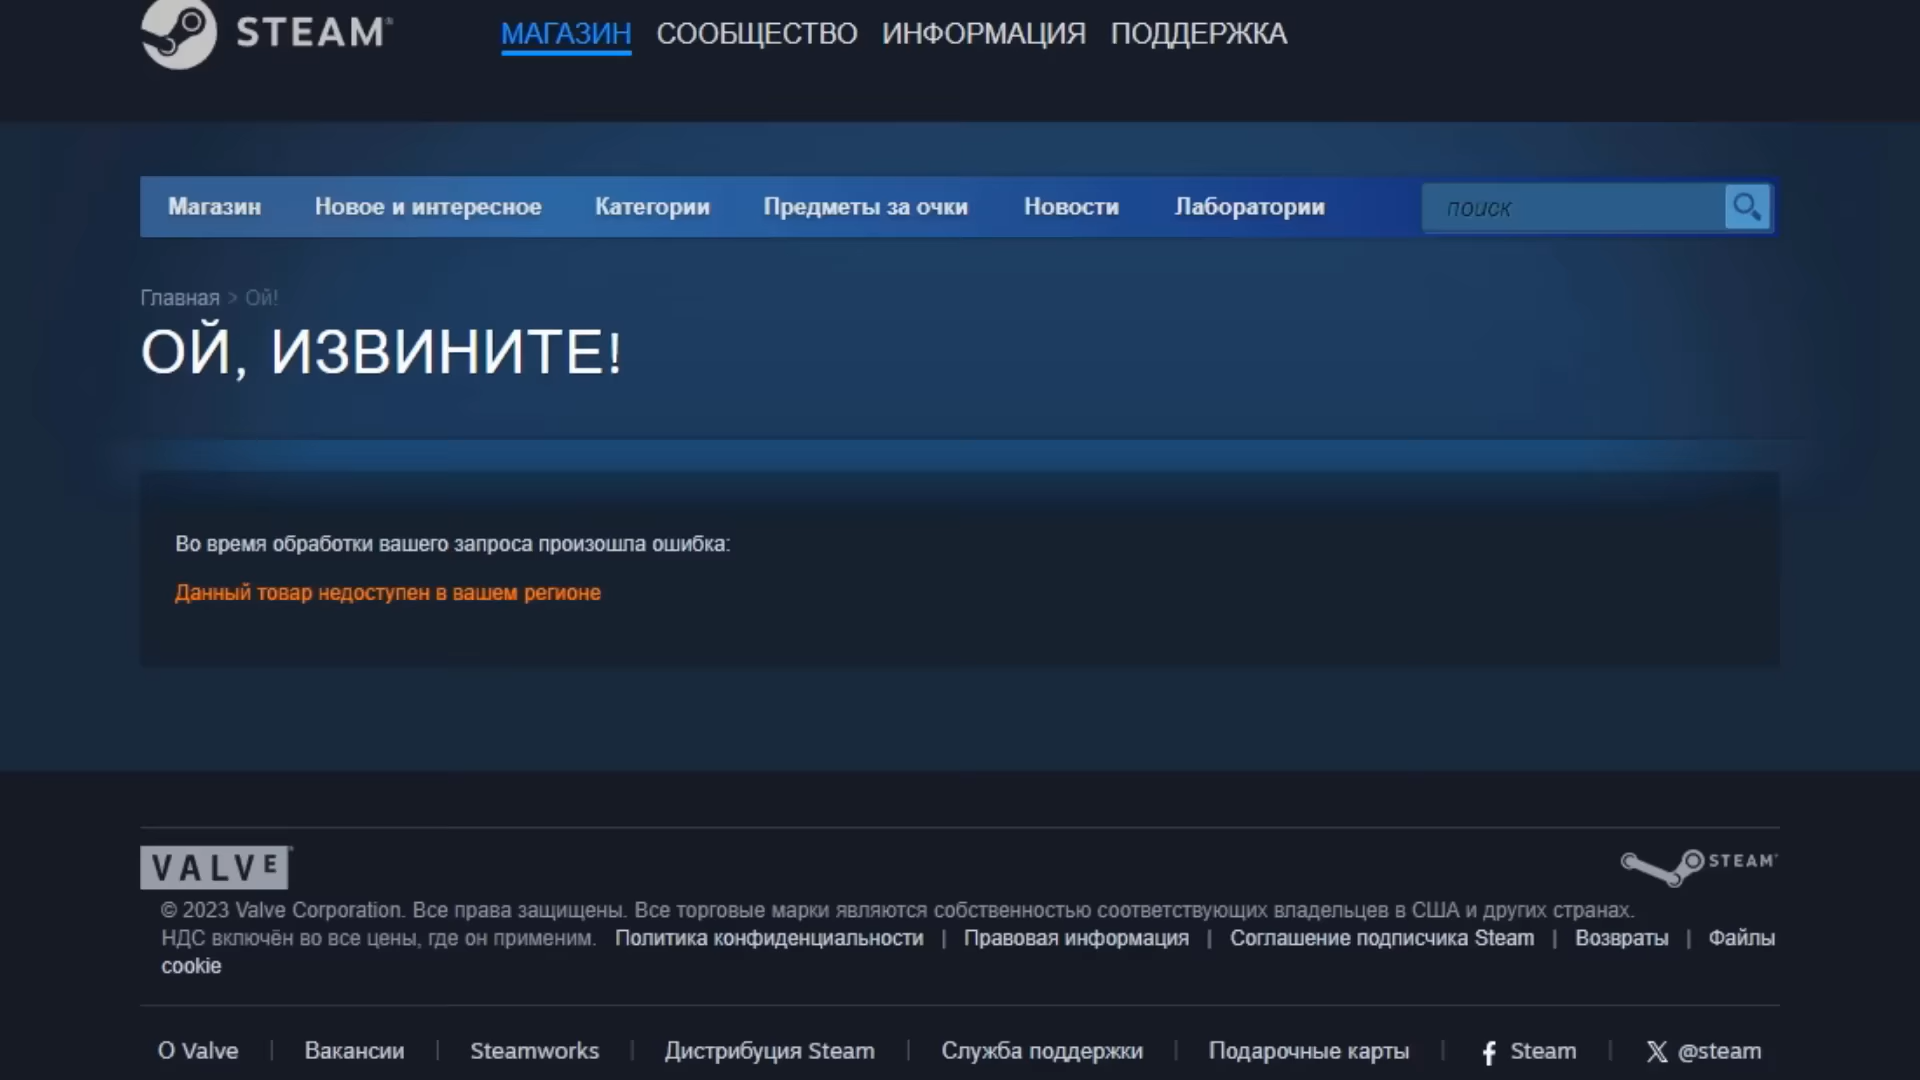 STEAM
МАГАЗИН СООБЩЕСТВО ИНФОРМАЦИЯ ПОДДЕРЖКА
Магазин Новое и интересное Категории Предметы за очки Новости Лаборатории поиск
Главная > Ой!
ОЙ, ИЗВИНИТЕ!
Во время обработки вашего запроса произошла ошибка:
Данный товар недоступен в вашем регионе
VALVE STEAM
© 2023 Valve Corporation. Все права защищены. Все торговые марки являются собственностью соответствующих владельцев в США и других странах.
НДС включён во все цены, где он применим. Политика конфиденциальности | Правовая информация | Соглашение подписчика Steam | Возвраты | Файлы
cookie
О Valve | Вакансии | Steamworks | Дистрибуция Steam | Служба поддержки | Подарочные карты | Steam | @steam